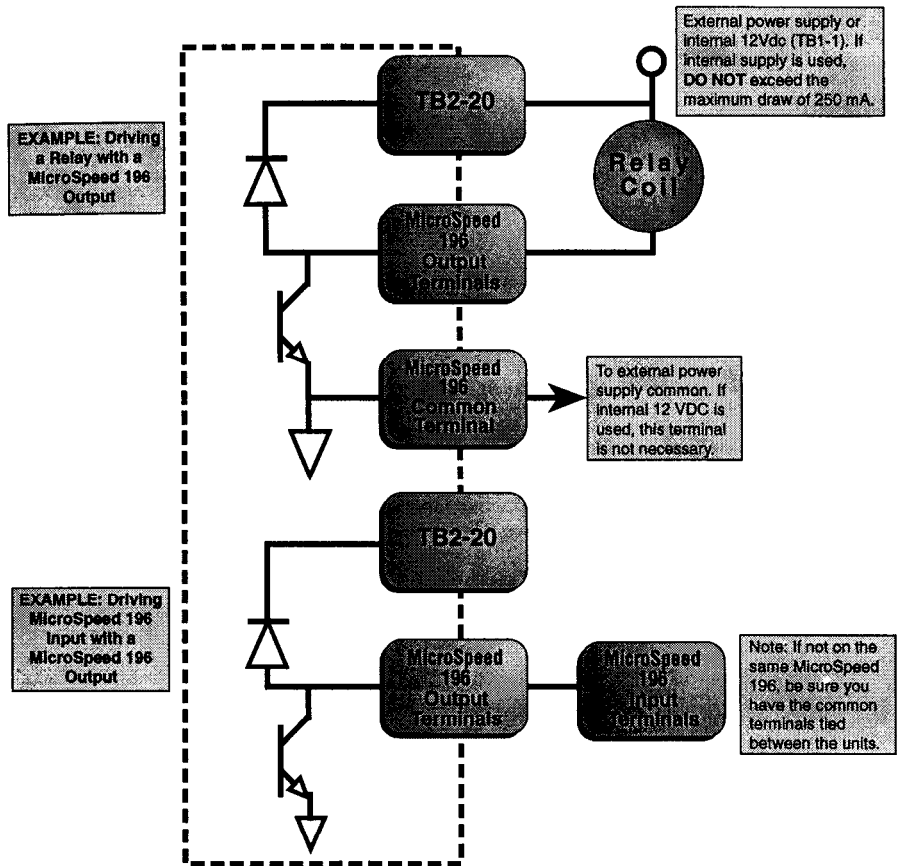 External power supply or
internal 12Vdc (TB1-1). If
internal supply is used,
DO NOT exceed the
maximum draw of 250 mA.
TB2-20
EXAMPLE: Driving
a Relay with a
MicroSpeed 196
Output
Relay
Coil
MicroSpeed
196
Output
Terminals
MicroSpeed
196
Common
Terminal
To external power
supply common. If
internal 12 VDC is
used, this terminal
is not necessary.
TB2-20
EXAMPLE: Driving
MicroSpeed 196
Input with a
MicroSpeed 196
Output
MicroSpeed
196
Output
Terminals
MicroSpeed
196
Input
Terminals
Note: If not on the
same MicroSpeed
196, be sure you
have the common
terminals tied
between the units.